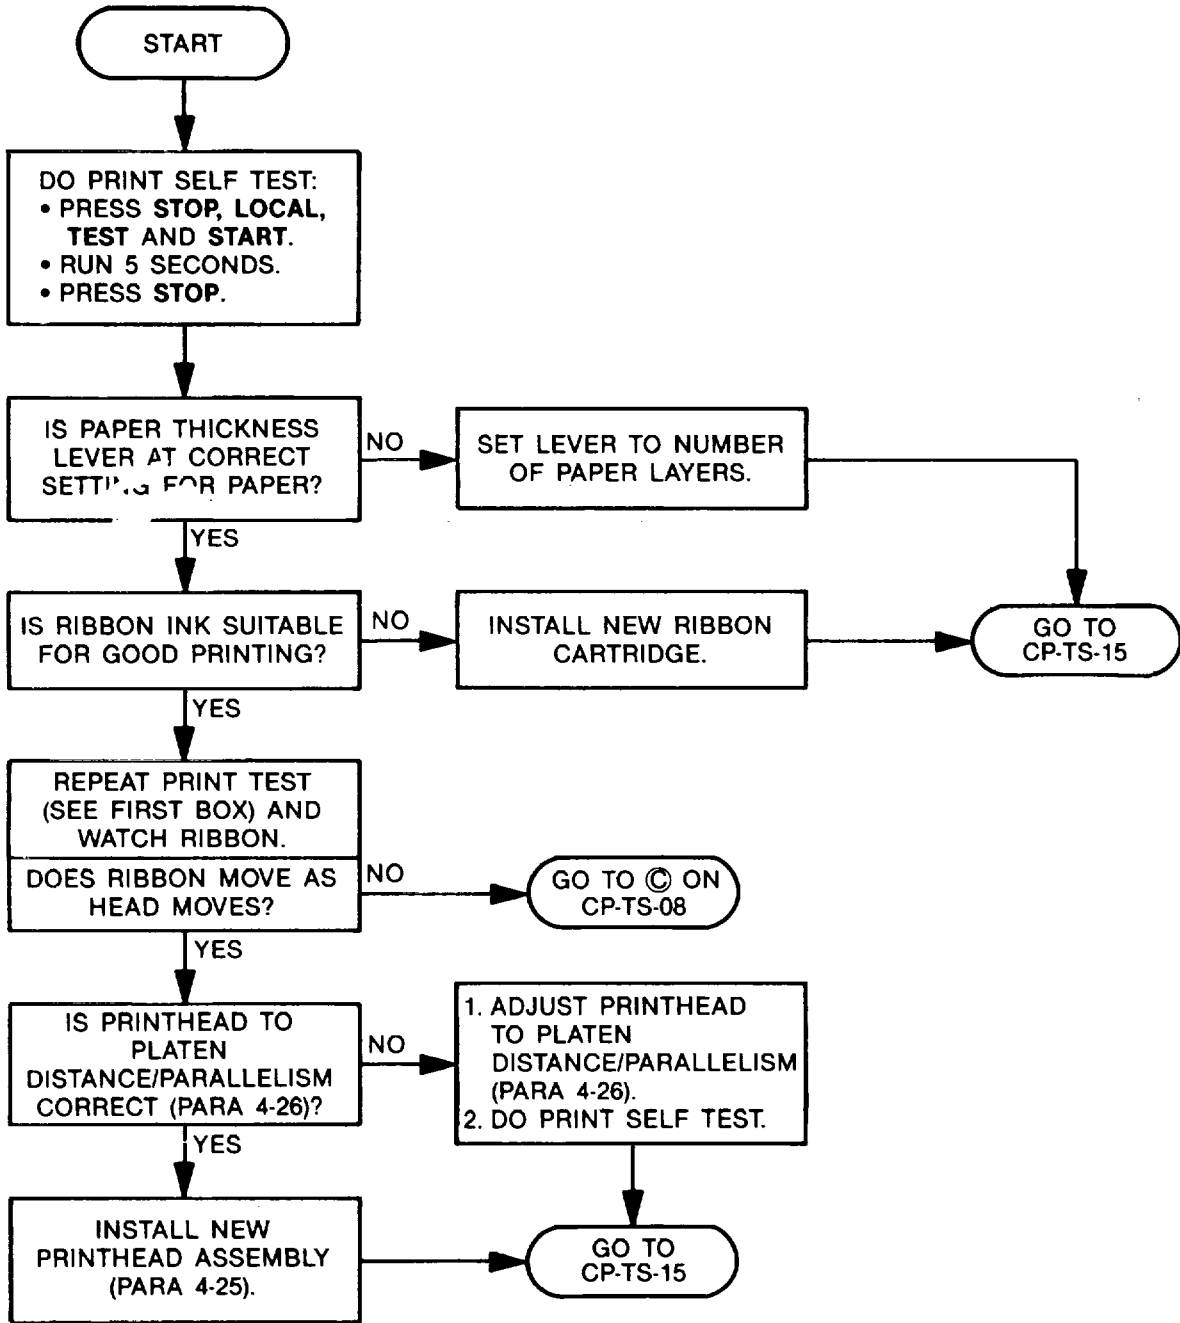 START
DO PRINT SELF TEST:
• PRESS STOP, LOCAL,
TEST AND START.
• RUN 5 SECONDS.
• PRESS STOP.
IS PAPER THICKNESS
LEVER AT CORRECT
SETTING FOR PAPER?
NO
SET LEVER TO NUMBER
OF PAPER LAYERS.
YES
IS RIBBON INK SUITABLE
FOR GOOD PRINTING?
NO
INSTALL NEW RIBBON
CARTRIDGE.
GO TO
CP-TS-15
YES
REPEAT PRINT TEST
(SEE FIRST BOX) AND
WATCH RIBBON.
DOES RIBBON MOVE AS
HEAD MOVES?
NO
GO TO Ⓒ ON
CP-TS-08
YES
IS PRINTHEAD TO
PLATEN
DISTANCE/PARALLELISM
CORRECT (PARA 4-26)?
NO
1. ADJUST PRINTHEAD
TO PLATEN
DISTANCE/PARALLELISM
(PARA 4-26).
2. DO PRINT SELF TEST.
YES
INSTALL NEW
PRINTHEAD ASSEMBLY
(PARA 4-25).
GO TO
CP-TS-15